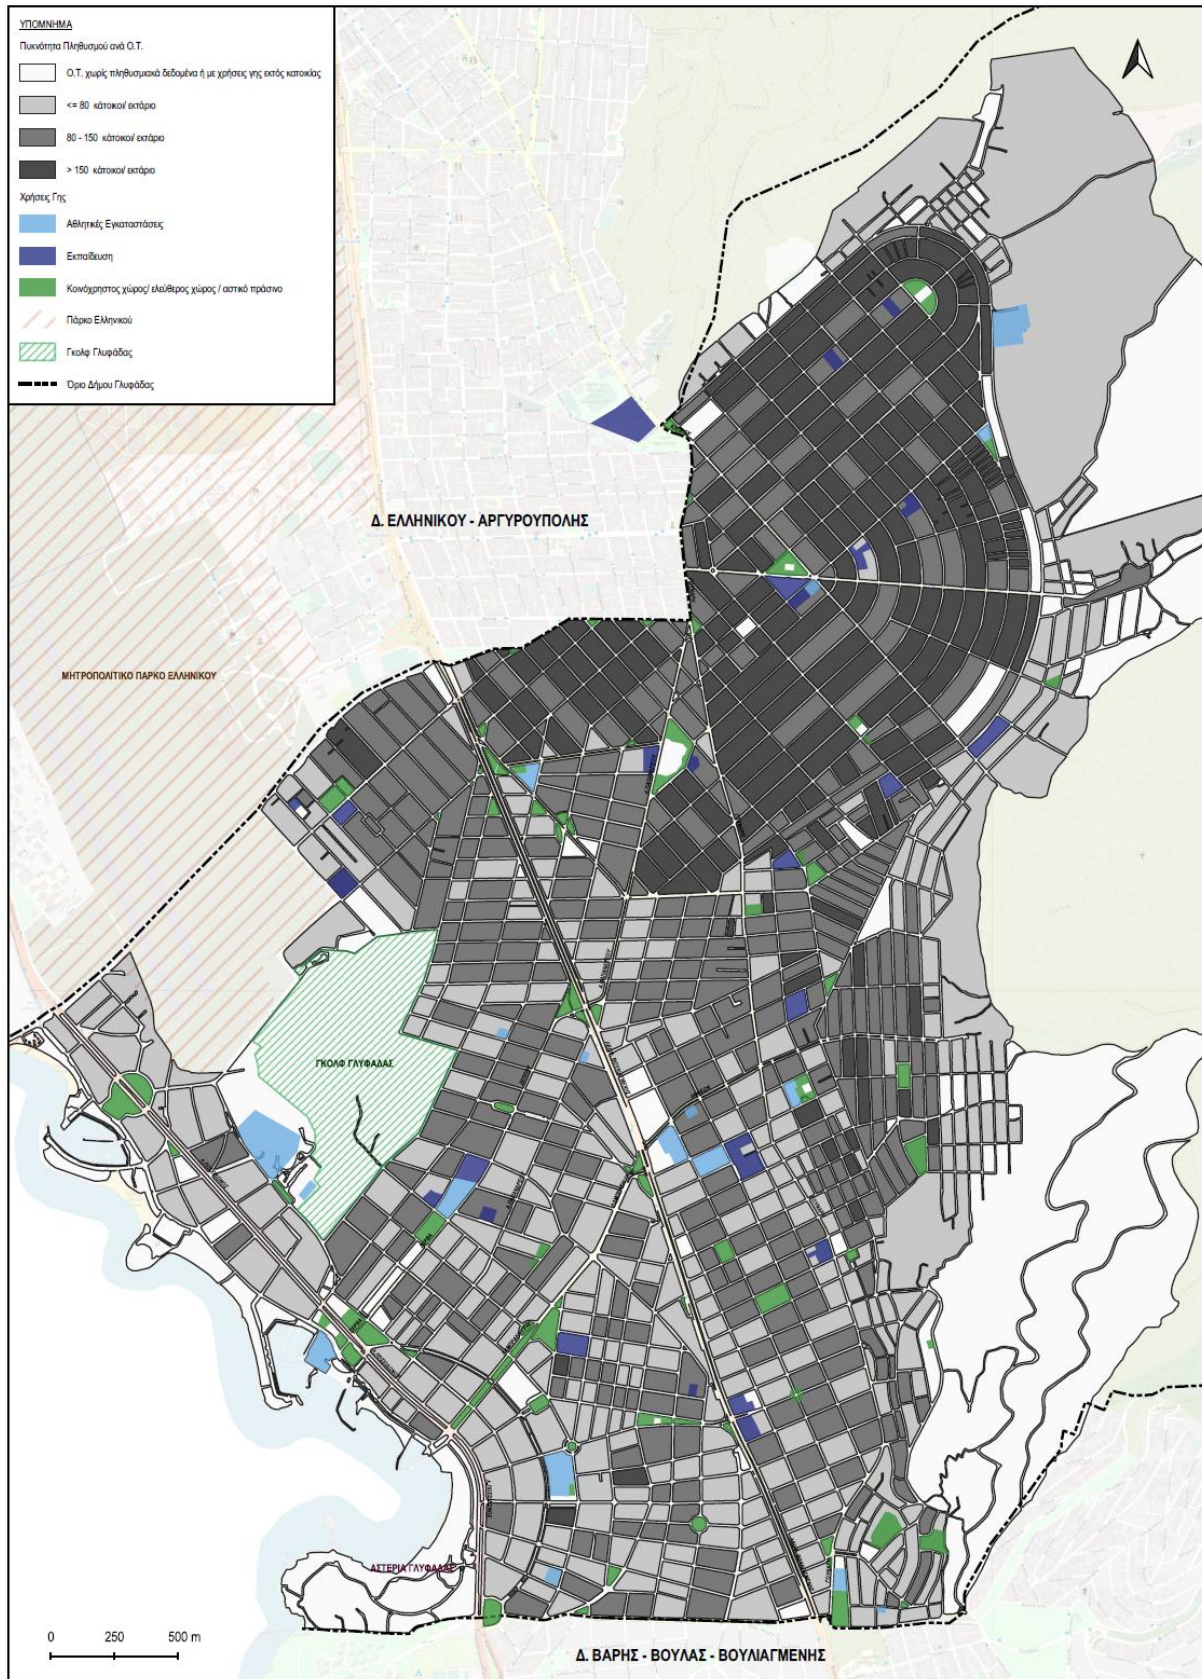 ΥΠΟΜΝΗΜΑ
Πυκνότητα Πληθυσμού ανά Ο.Τ.
Ο.Τ. χωρίς πληθυσμιακά δεδομένα ή με χρήσεις γης εκτός κατοικίας
<= 80 κάτοικοι/ εκτάριο
80 - 150 κάτοικοι/ εκτάριο
> 150 κάτοικοι/ εκτάριο
Χρήσεις Γης
Αθλητικές Εγκαταστάσεις
Εκπαίδευση
Κοινόχρηστος χώρος/ ελεύθερος χώρος / αστικό πράσινο
Πάρκο Ελληνικού
Γκολφ Γλυφάδας
Όριο Δήμου Γλυφάδας
Δ. ΕΛΛΗΝΙΚΟΥ - ΑΡΓΥΡΟΥΠΟΛΗΣ
ΜΗΤΡΟΠΟΛΙΤΙΚΟ ΠΑΡΚΟ ΕΛΛΗΝΙΚΟΥ
ΓΚΟΛΦ ΓΛΥΦΑΔΑΣ
ΑΣΤΕΡΙΑ ΓΛΥΦΑΔΑΣ
0 250 500 m
Δ. ΒΑΡΗΣ - ΒΟΥΛΑΣ - ΒΟΥΛΙΑΓΜΕΝΗΣ